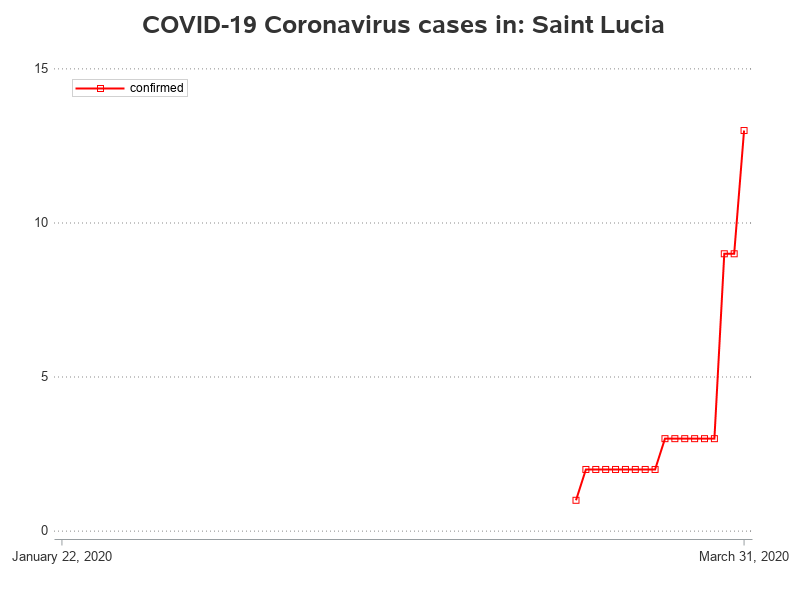 COVID-19 Coronavirus cases in: Saint Lucia
15
confirmed
10
5
0
January 22, 2020
March 31, 2020